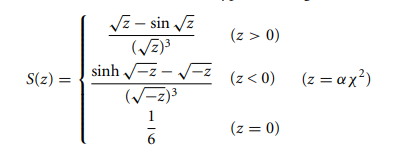 S(z) = { (√z − sin √z) / (√z)³ (z > 0)
(sinh √−z − √−z) / (√−z)³ (z < 0) (z = αχ²)
1/6 (z = 0)